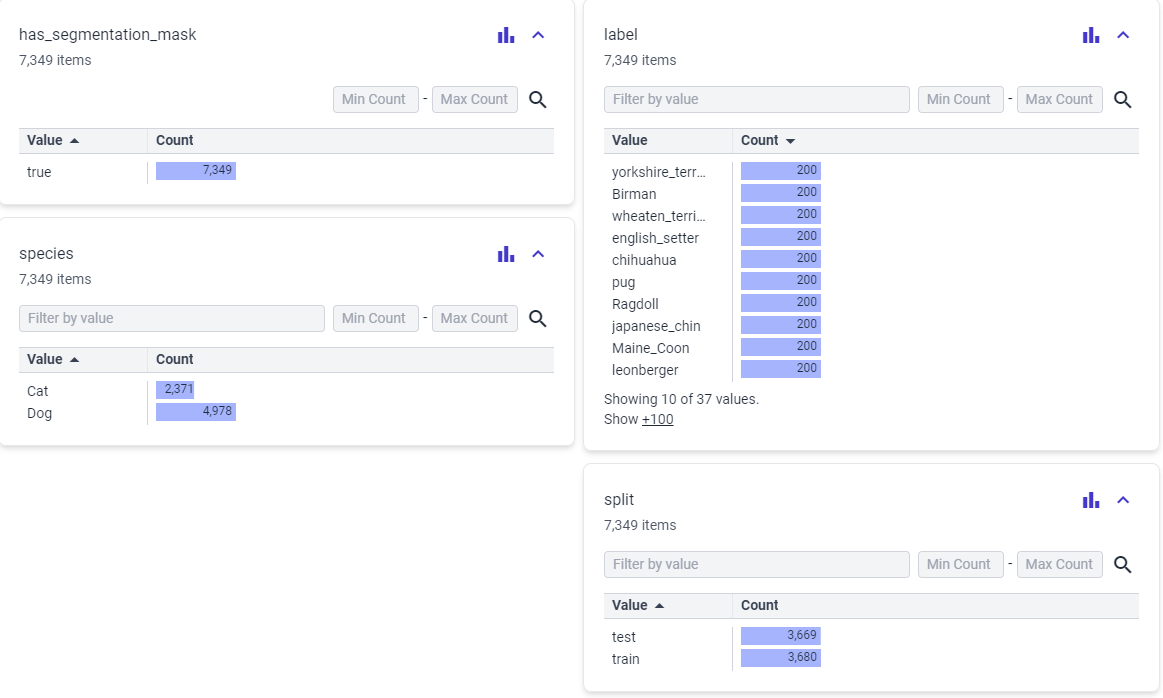 has_segmentation_mask
7,349 items
Min Count - Max Count
Value Count
true 7,349
species
7,349 items
Filter by value Min Count - Max Count
Value Count
Cat 2,371
Dog 4,978
label
7,349 items
Filter by value Min Count - Max Count
Value Count
yorkshire_terr... 200
Birman 200
wheaten_terri... 200
english_setter 200
chihuahua 200
pug 200
Ragdoll 200
japanese_chin 200
Maine_Coon 200
leonberger 200
Showing 10 of 37 values.
Show +100
split
7,349 items
Filter by value Min Count - Max Count
Value Count
test 3,669
train 3,680